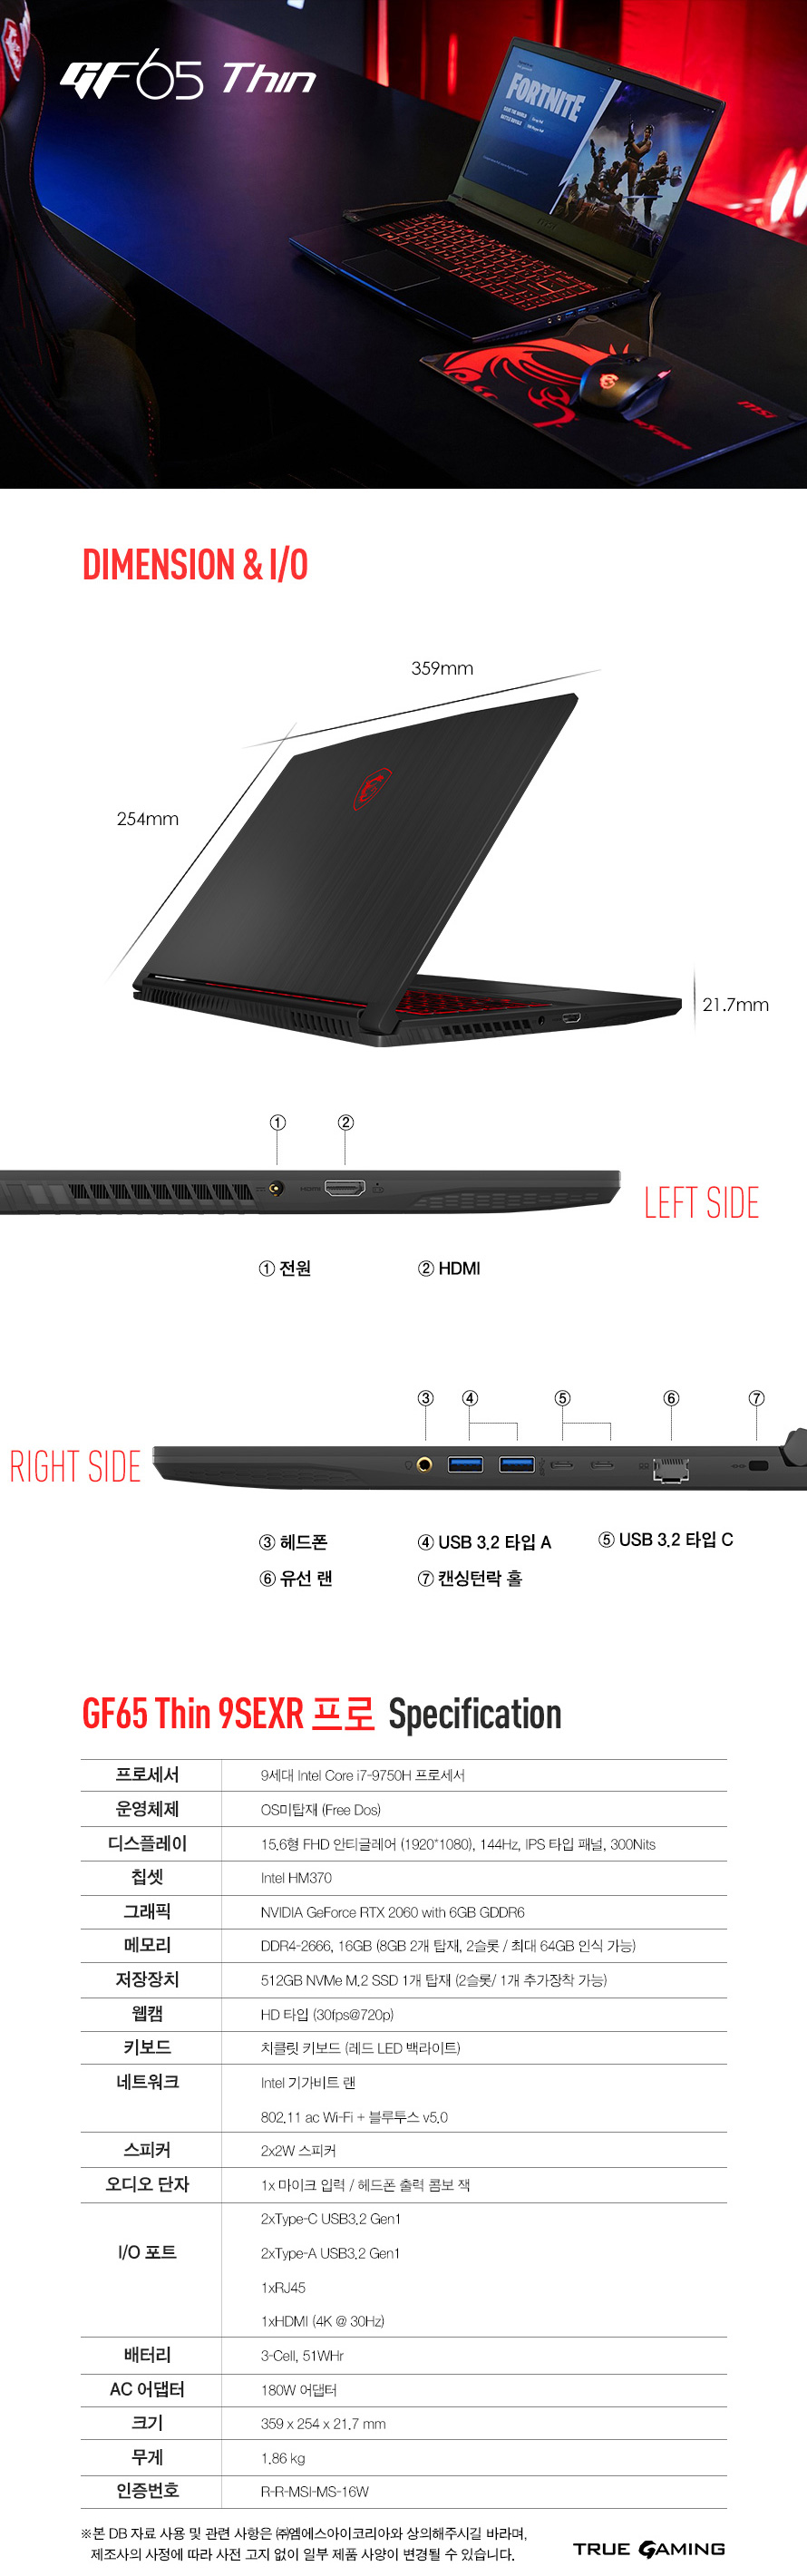 GF65 Thin
FORTNITE
msi
msi
DIMENSION & I/O
359mm
254mm
21.7mm
① ②
HDMI
LEFT SIDE
① 전원 ② HDMI
③ ④ ⑤ ⑥ ⑦
RIGHT SIDE
③ 헤드폰 ④ USB 3.2 타입 A ⑤ USB 3.2 타입 C
⑥ 유선 랜 ⑦ 캔싱턴락 홀
GF65 Thin 9SEXR 프로 Specification
프로세서 9세대 Intel Core i7-9750H 프로세서
운영체제 OS미탑재 (Free Dos)
디스플레이 15.6형 FHD 안티글레어 (1920*1080), 144Hz, IPS 타입 패널, 300Nits
칩셋 Intel HM370
그래픽 NVIDIA GeForce RTX 2060 with 6GB GDDR6
메모리 DDR4-2666, 16GB (8GB 2개 탑재, 2슬롯 / 최대 64GB 인식 가능)
저장장치 512GB NVMe M.2 SSD 1개 탑재 (2슬롯/ 1개 추가장착 가능)
웹캠 HD 타입 (30fps@720p)
키보드 치클릿 키보드 (레드 LED 백라이트)
네트워크 Intel 기가비트 랜
802.11 ac Wi-Fi + 블루투스 v5.0
스피커 2x2W 스피커
오디오 단자 1x 마이크 입력 / 헤드폰 출력 콤보 잭
I/O 포트 2xType-C USB3.2 Gen1
2xType-A USB3.2 Gen1
1xRJ45
1xHDMI (4K @ 30Hz)
배터리 3-Cell, 51WHr
AC 어댑터 180W 어댑터
크기 359 x 254 x 21.7 mm
무게 1.86 kg
인증번호 R-R-MSI-MS-16W
※본 DB 자료 사용 및 관련 사항은 ㈜엠에스아이코리아와 상의해주시길 바라며,
제조사의 사정에 따라 사전 고지 없이 일부 제품 사양이 변경될 수 있습니다.
TRUE GAMING